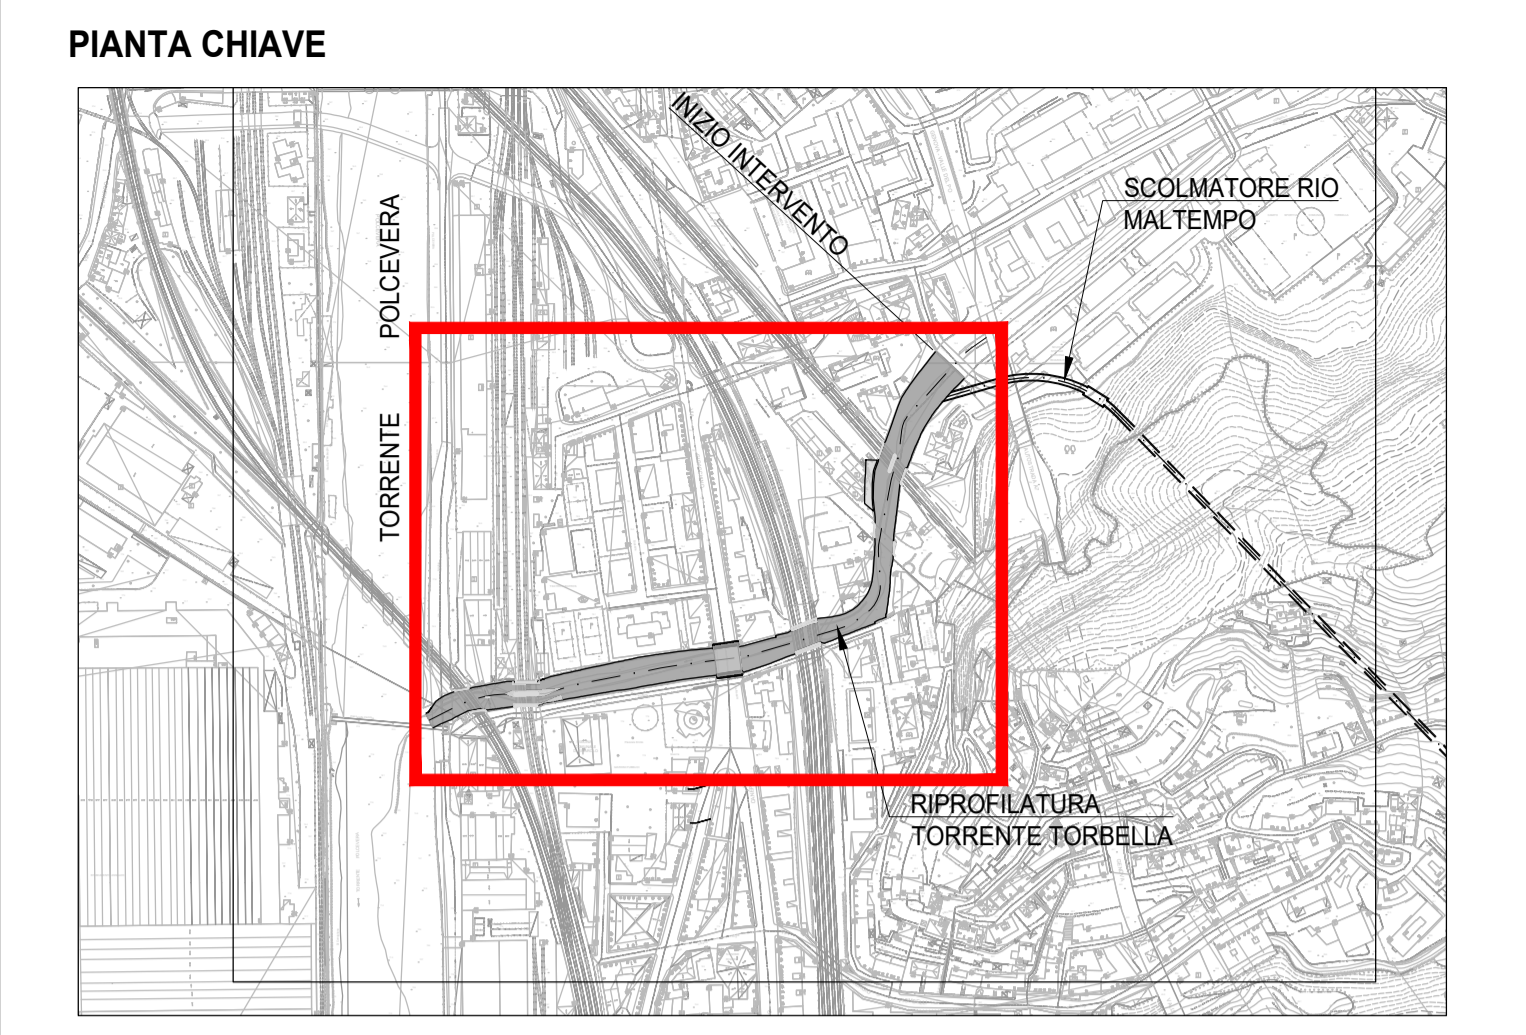 PIANTA CHIAVE
INIZIO INTERVENTO
SCOLMATORE RIO
MALTEMPO
TORRENTE POLCEVERA
RIPROFILATURA
TORRENTE TORBELLA